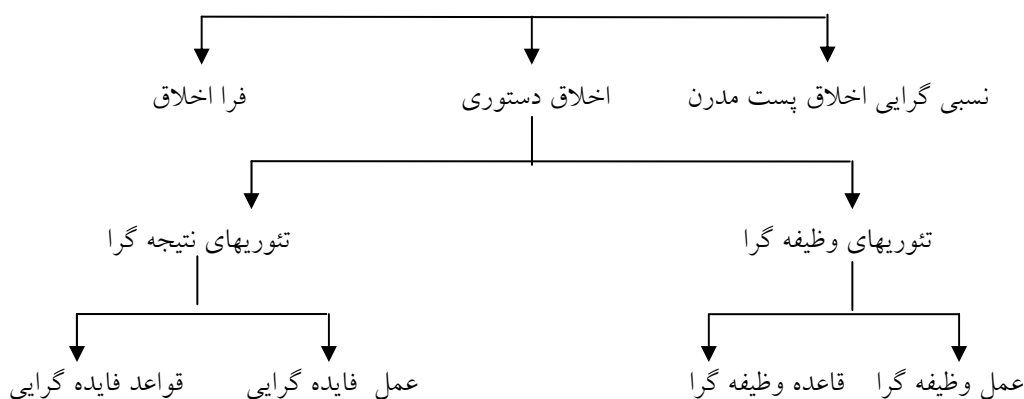 نسبی گرایی اخلاق پست مدرن اخلاق دستوری فرا اخلاق
تئوریهای وظیفه گرا تئوریهای نتیجه گرا
عمل وظیفه گرا قاعده وظیفه گرا عمل فایده گرایی قواعد فایده گرایی